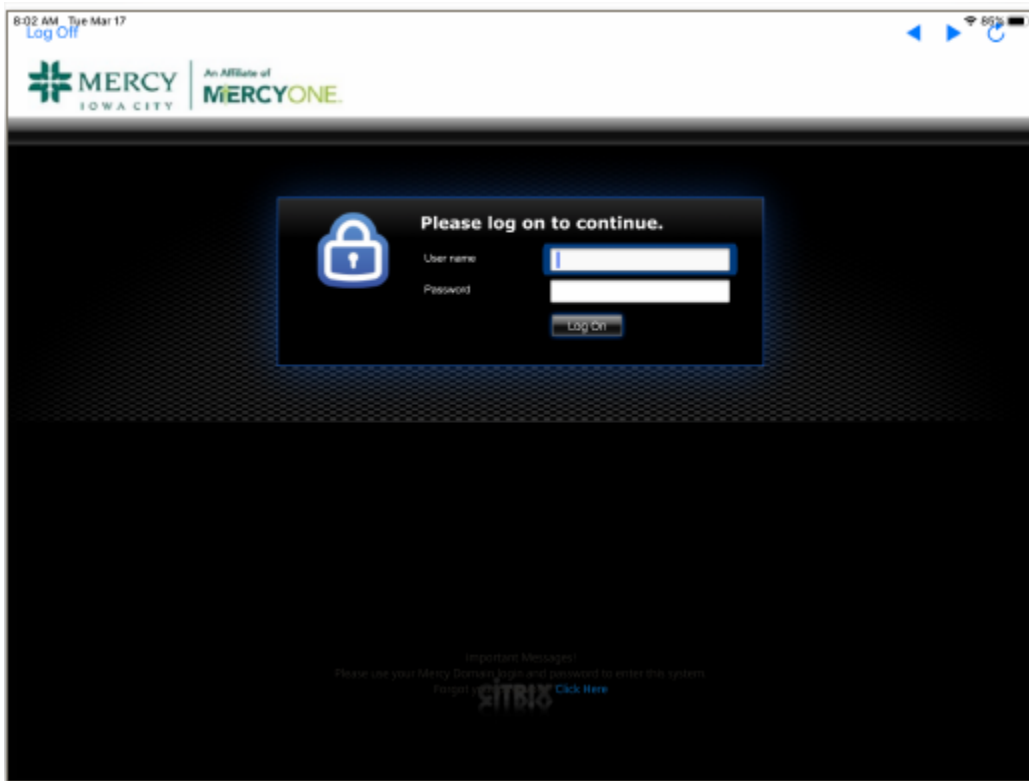 8:02 AM Tue Mar 17
86%
Log Off
MERCY
IOWA CITY
An Affiliate of
MERCYONE.
Please log on to continue.
User name
Password
Log On
Important Messages!
Please use your Mercy Domain login and password to enter this system.
Forgot Click Here
CITRIX